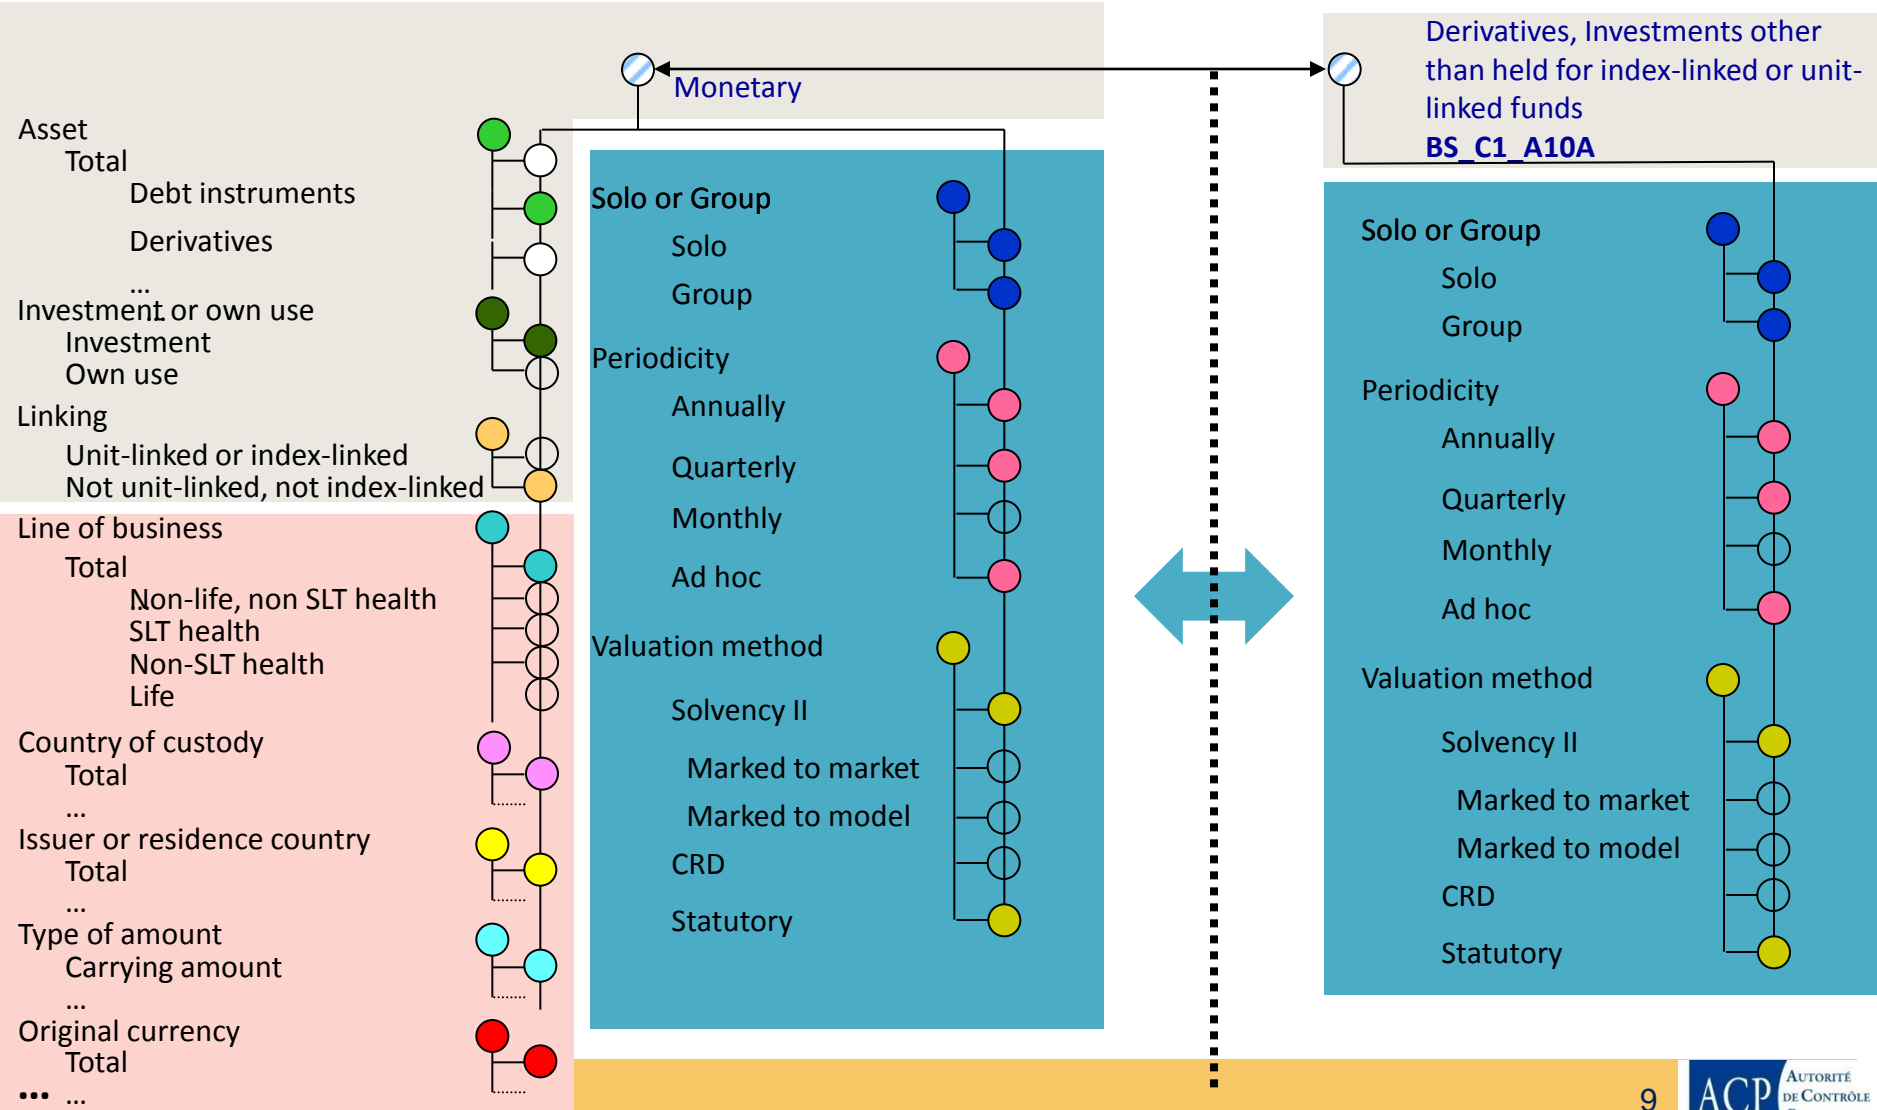 Monetary
Asset
Total
Debt instruments
Derivatives
...
Investment or own use
..
Investment
Own use
Linking
Unit-linked or index-linked
Not unit-linked, not index-linked
Line of business
Total
Non-life, non SLT health
..
SLT health
Non-SLT health
Life
Country of custody
Total
...
Issuer or residence country
Total
...
Type of amount
Carrying amount
...
Original currency
Total
... ...
Solo or Group
Solo
Group
Periodicity
Annually
Quarterly
Monthly
Ad hoc
Valuation method
Solvency II
Marked to market
Marked to model
CRD
Statutory
Derivatives, Investments other
than held for index-linked or unit-
linked funds
BS_C1_A10A
Solo or Group
Solo
Group
Periodicity
Annually
Quarterly
Monthly
Ad hoc
Valuation method
Solvency II
Marked to market
Marked to model
CRD
Statutory
9
ACP
AUTORITÉ
DE CONTRÔLE